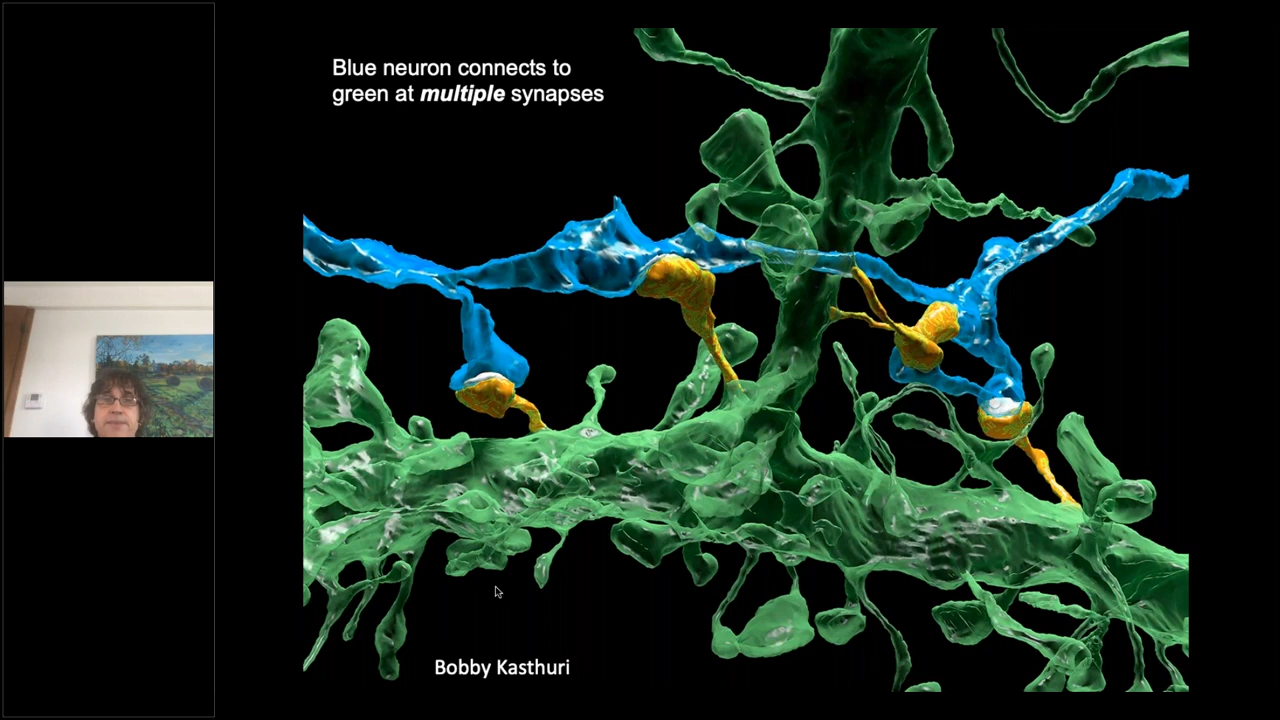 Blue neuron connects to
green at multiple synapses
Bobby Kasthuri